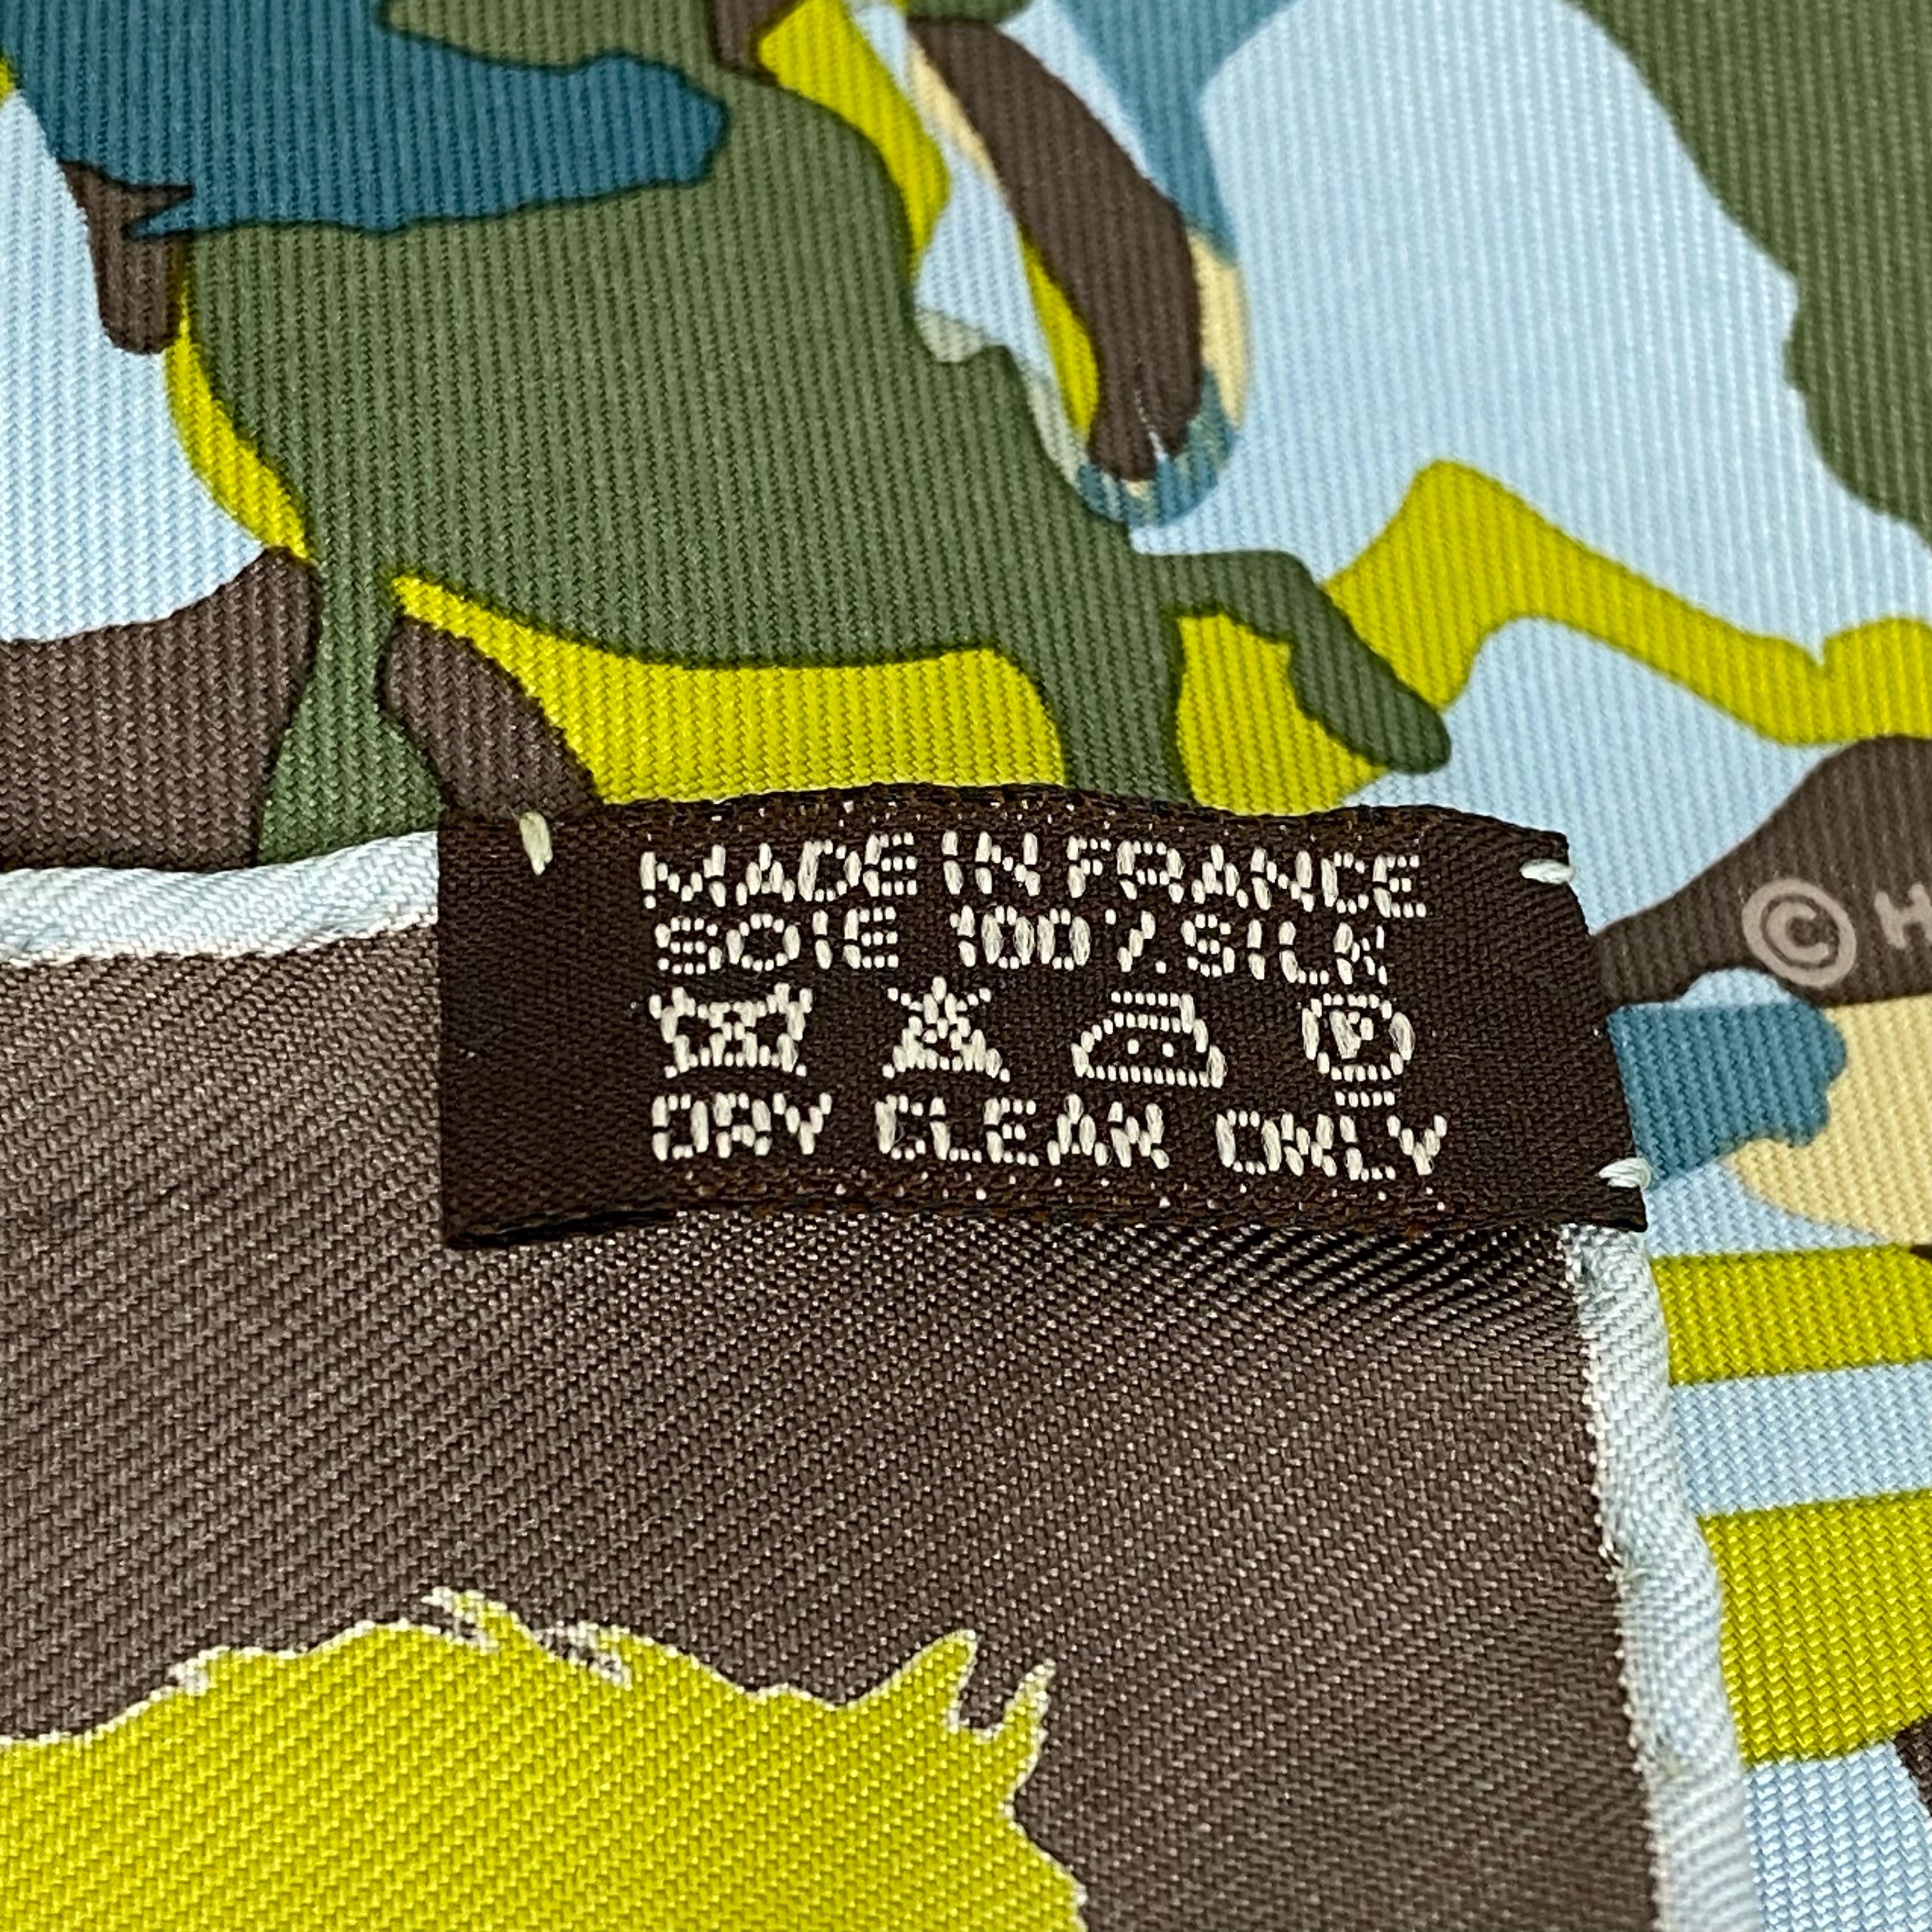 MADE IN FRANCE
SOIE 100% SILK
P
DRY CLEAN ONLY
© H